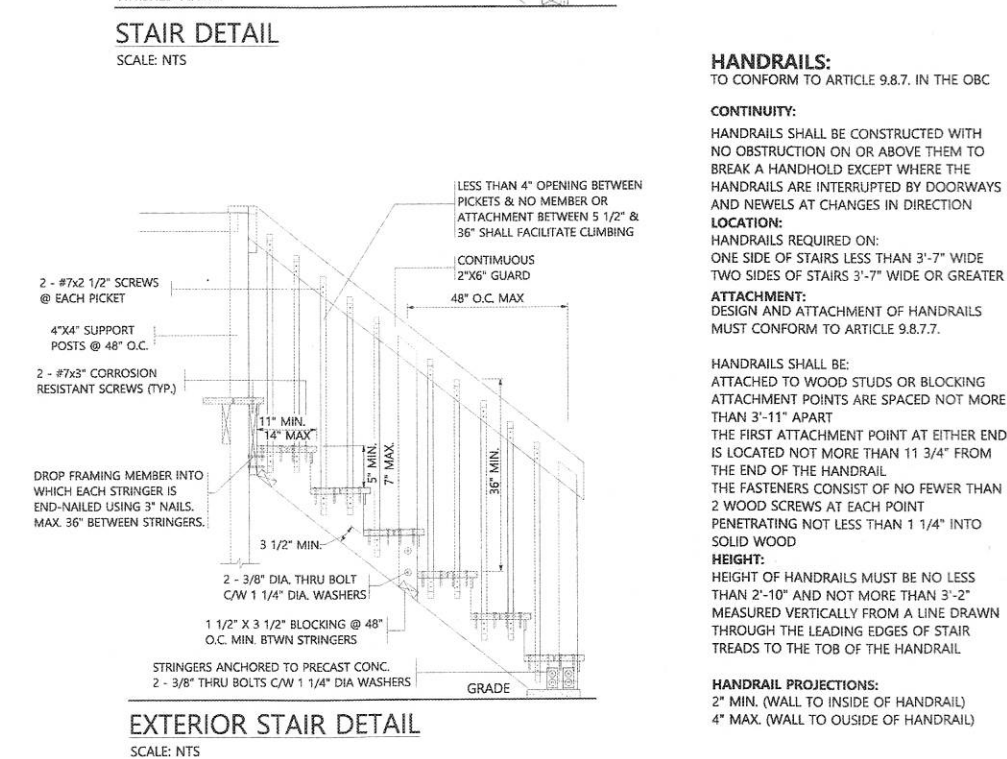 STAIR DETAIL
SCALE: NTS
LESS THAN 4" OPENING BETWEEN
PICKETS & NO MEMBER OR
ATTACHMENT BETWEEN 5 1/2" &
36" SHALL FACILITATE CLIMBING
CONTINUOUS
2"X6" GUARD
48" O.C. MAX
2 - #7x2 1/2" SCREWS
@ EACH PICKET
4"X4" SUPPORT
POSTS @ 48" O.C.
2 - #7x3" CORROSION
RESISTANT SCREWS (TYP.)
11" MIN.
14" MAX
5" MIN.
7" MAX.
36" MIN.
DROP FRAMING MEMBER INTO
WHICH EACH STRINGER IS
END-NAILED USING 3" NAILS.
MAX. 36" BETWEEN STRINGERS.
3 1/2" MIN.
2 - 3/8" DIA. THRU BOLT
C/W 1 1/4" DIA. WASHERS
1 1/2" X 3 1/2" BLOCKING @ 48"
O.C. MIN. BTWN STRINGERS
STRINGERS ANCHORED TO PRECAST CONC.
2 - 3/8" THRU BOLTS C/W 1 1/4" DIA WASHERS
GRADE
EXTERIOR STAIR DETAIL
SCALE: NTS
HANDRAILS:
TO CONFORM TO ARTICLE 9.8.7. IN THE OBC
CONTINUITY:
HANDRAILS SHALL BE CONSTRUCTED WITH
NO OBSTRUCTION ON OR ABOVE THEM TO
BREAK A HANDHOLD EXCEPT WHERE THE
HANDRAILS ARE INTERRUPTED BY DOORWAYS
AND NEWELS AT CHANGES IN DIRECTION
LOCATION:
HANDRAILS REQUIRED ON:
ONE SIDE OF STAIRS LESS THAN 3'-7" WIDE
TWO SIDES OF STAIRS 3'-7" WIDE OR GREATER
ATTACHMENT:
DESIGN AND ATTACHMENT OF HANDRAILS
MUST CONFORM TO ARTICLE 9.8.7.7.
HANDRAILS SHALL BE:
ATTACHED TO WOOD STUDS OR BLOCKING
ATTACHMENT POINTS ARE SPACED NOT MORE
THAN 3'-11" APART
THE FIRST ATTACHMENT POINT AT EITHER END
IS LOCATED NOT MORE THAN 11 3/4" FROM
THE END OF THE HANDRAIL
THE FASTENERS CONSIST OF NO FEWER THAN
2 WOOD SCREWS AT EACH POINT
PENETRATING NOT LESS THAN 1 1/4" INTO
SOLID WOOD
HEIGHT:
HEIGHT OF HANDRAILS MUST BE NO LESS
THAN 2'-10" AND NOT MORE THAN 3'-2"
MEASURED VERTICALLY FROM A LINE DRAWN
THROUGH THE LEADING EDGES OF STAIR
TREADS TO THE TOB OF THE HANDRAIL
HANDRAIL PROJECTIONS:
2" MIN. (WALL TO INSIDE OF HANDRAIL)
4" MAX. (WALL TO OUSIDE OF HANDRAIL)